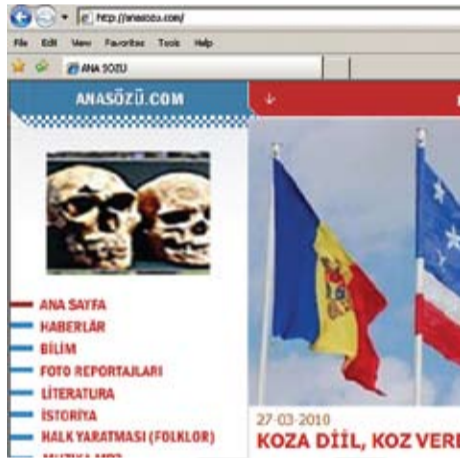 http://anasozu.com/
File Edit View Favorites Tools Help
ANA SOZU
ANASÖZÜ.COM
ANA SAYFA
HABERLÄR
BİLİM
FOTO REPORTAJLARI
LİTERATURA
İSTORİYA
HALK YARATMASI (FOLKLOR)
27-03-2010
KOZA DİİL, KOZ